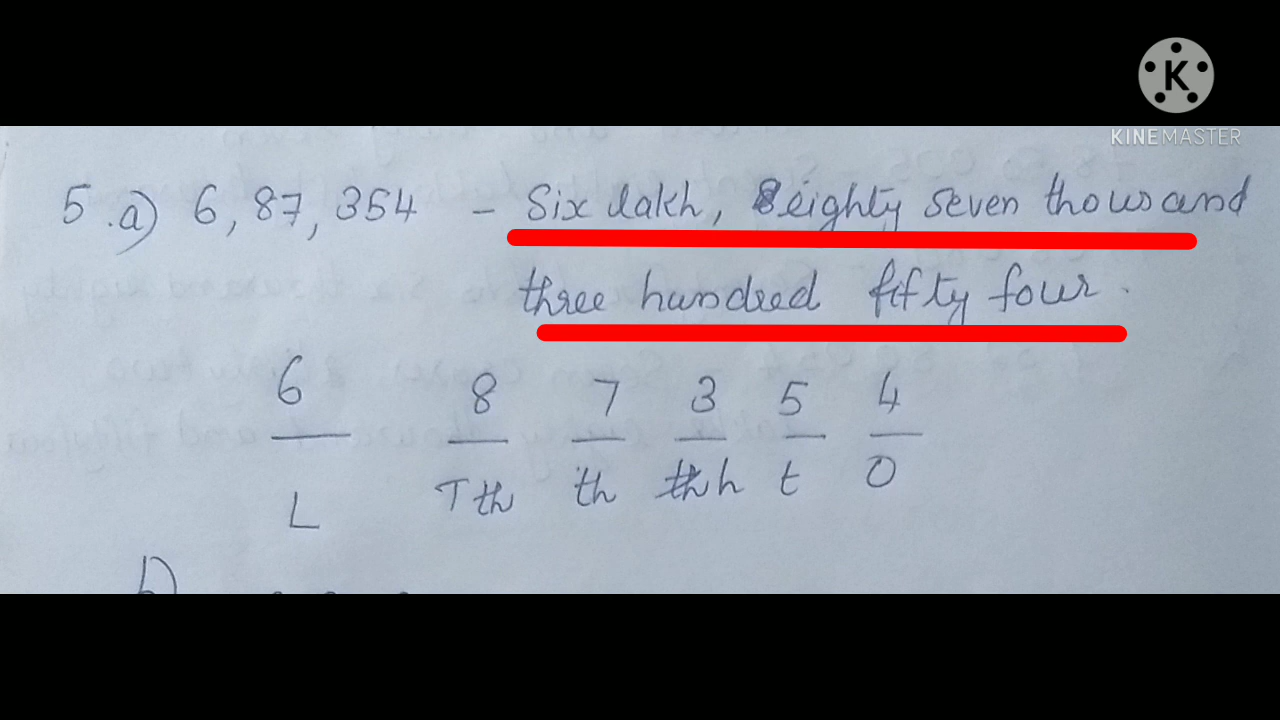 K
KINEMASTER
5.a) 6,87,354 - Six lakh, eighty seven thousand
three hundred fifty four.
6 8 7 3 5 4
L Tth th h t O
b)